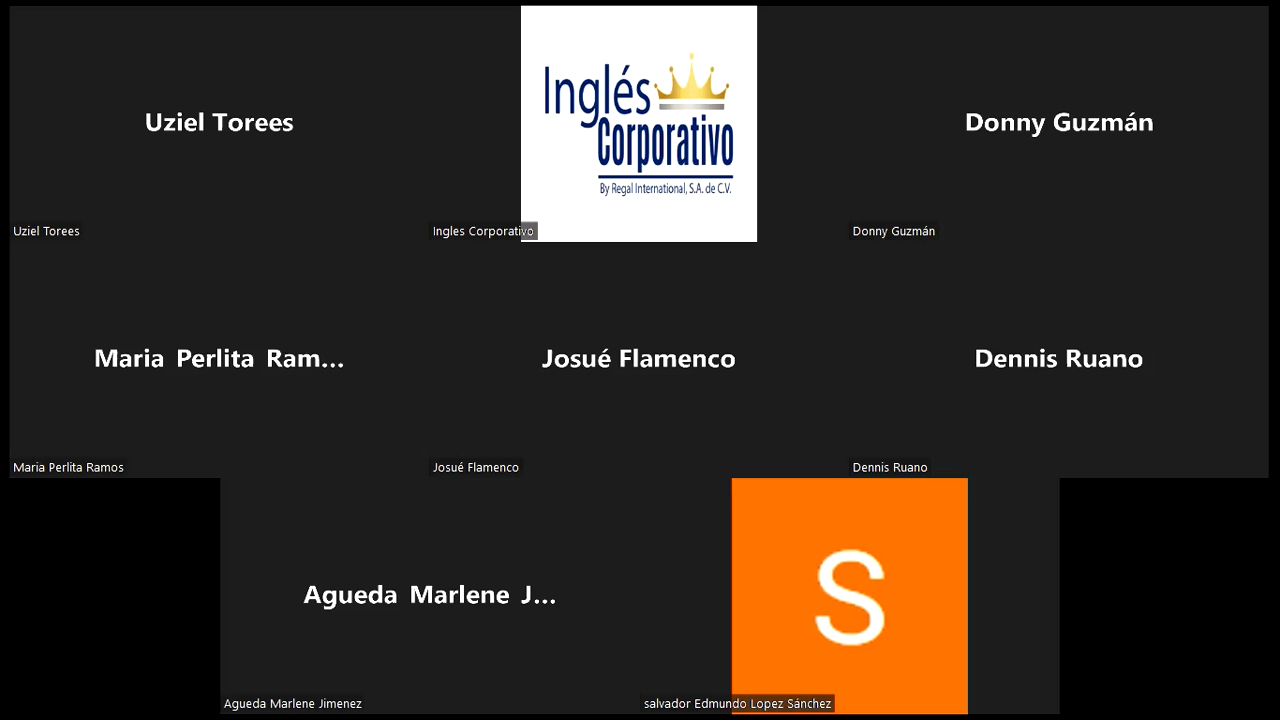 Uziel Torees
Uziel Torees
Inglés
Corporativo
By Regal International, S.A. de C.V.
Ingles Corporativo
Donny Guzmán
Donny Guzmán
Maria Perlita Ram...
Maria Perlita Ramos
Josué Flamenco
Josué Flamenco
Dennis Ruano
Dennis Ruano
Agueda Marlene J...
Agueda Marlene Jimenez
S
salvador Edmundo Lopez Sánchez